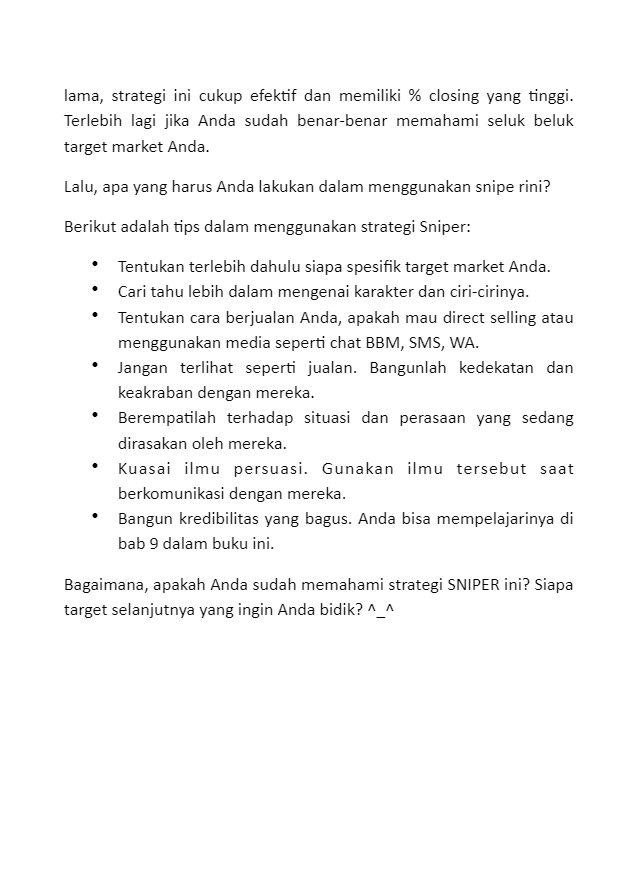 lama, strategi ini cukup efektif dan memiliki % closing yang tinggi.
Terlebih lagi jika Anda sudah benar-benar memahami seluk beluk
target market Anda.
Lalu, apa yang harus Anda lakukan dalam menggunakan snipe rini?
Berikut adalah tips dalam menggunakan strategi Sniper:
• Tentukan terlebih dahulu siapa spesifik target market Anda.
• Cari tahu lebih dalam mengenai karakter dan ciri-cirinya.
• Tentukan cara berjualan Anda, apakah mau direct selling atau
menggunakan media seperti chat BBM, SMS, WA.
• Jangan terlihat seperti jualan. Bangunlah kedekatan dan
keakraban dengan mereka.
• Berempatilah terhadap situasi dan perasaan yang sedang
dirasakan oleh mereka.
• Kuasai ilmu persuasi. Gunakan ilmu tersebut saat
berkomunikasi dengan mereka.
• Bangun kredibilitas yang bagus. Anda bisa mempelajarinya di
bab 9 dalam buku ini.
Bagaimana, apakah Anda sudah memahami strategi SNIPER ini? Siapa
target selanjutnya yang ingin Anda bidik? ^_^